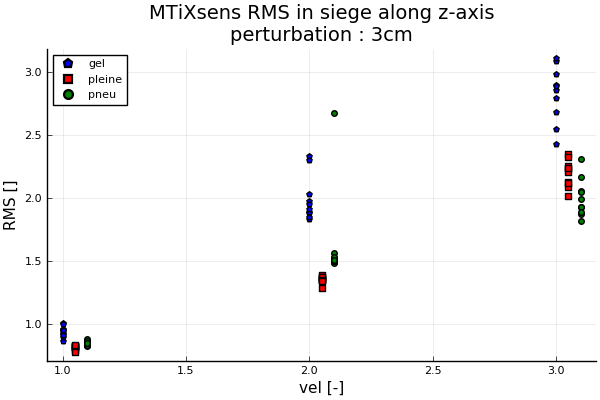 MTiXsens RMS in siege along z-axis
perturbation : 3cm
gel
pleine
pneu
3.0
2.5
2.0
1.5
1.0
RMS []
1.0
1.5
2.0
2.5
3.0
vel [-]